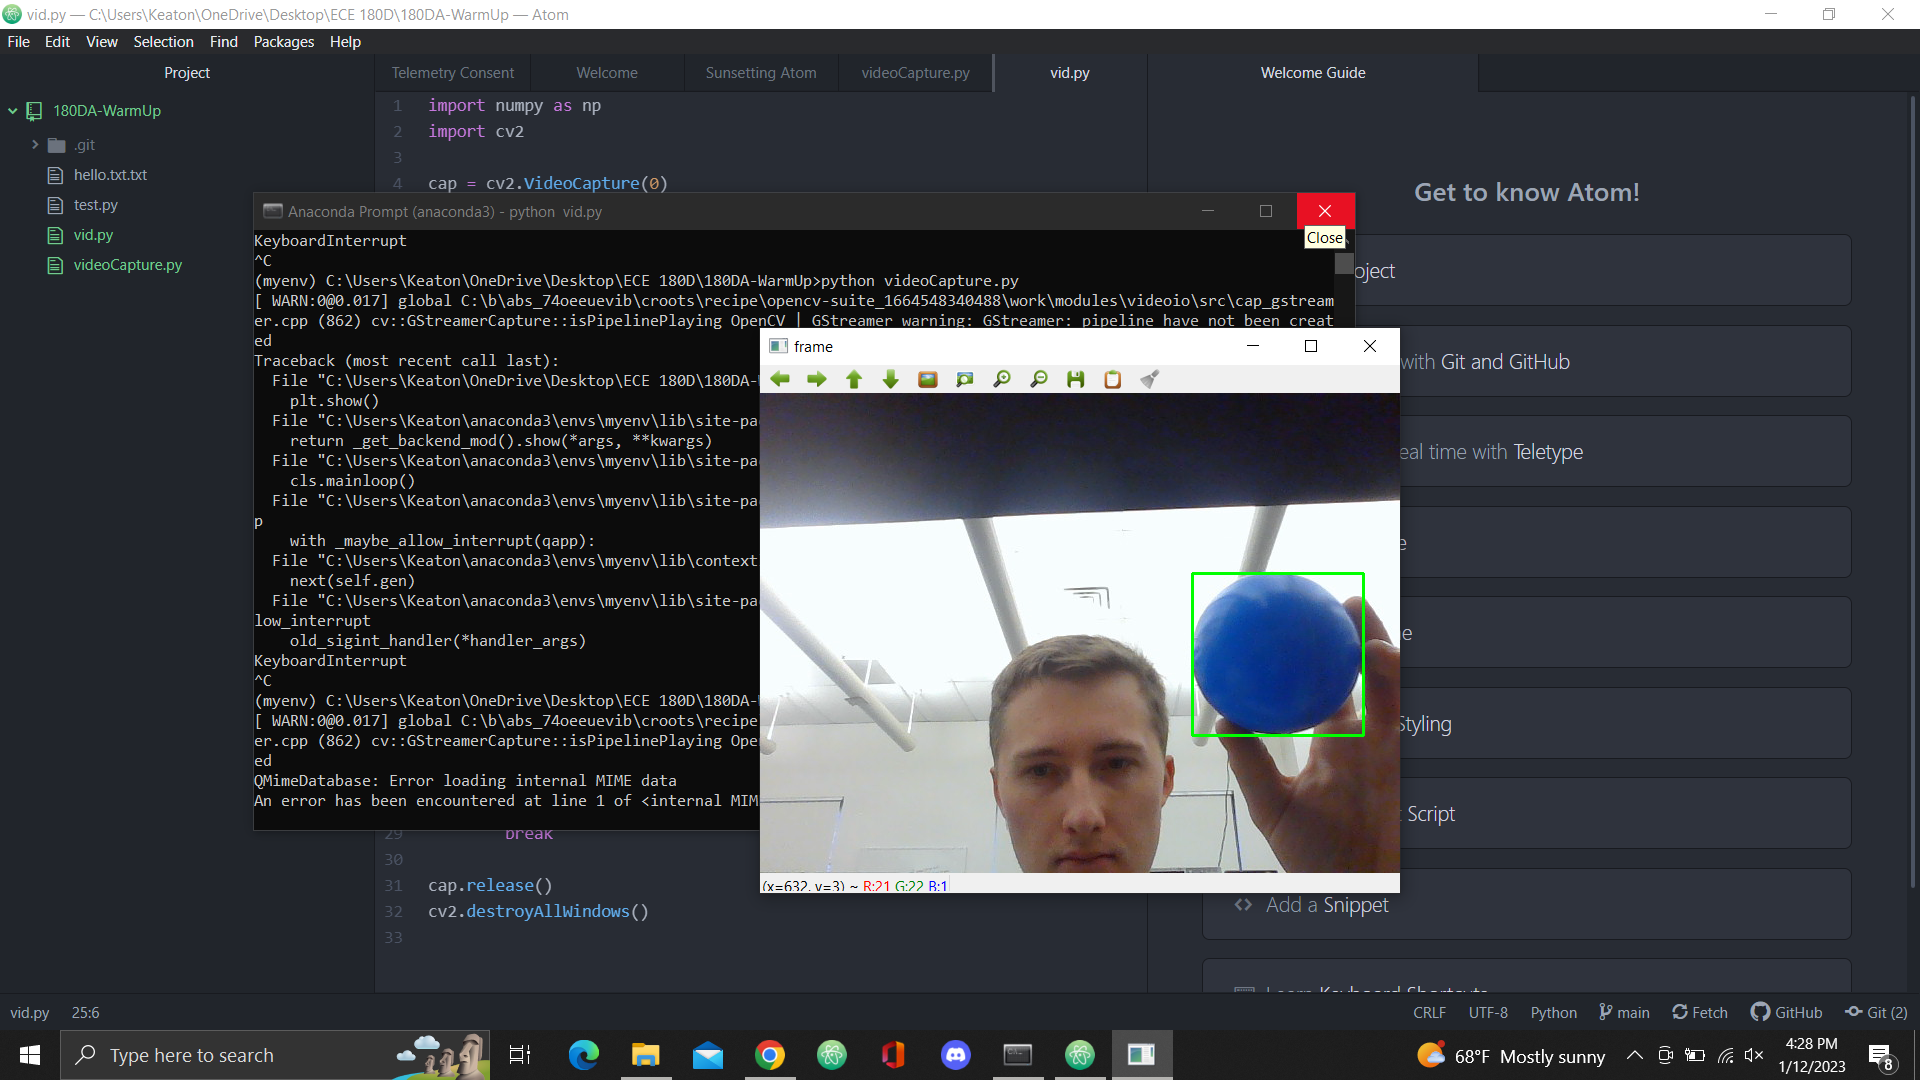 vid.py — C:\Users\Keaton\OneDrive\Desktop\ECE 180D\180DA-WarmUp — Atom
File Edit View Selection Find Packages Help
Project
Telemetry Consent
Welcome
Sunsetting Atom
videoCapture.py
vid.py
Welcome Guide
180DA-WarmUp
.git
hello.txt.txt
test.py
vid.py
videoCapture.py
1 import numpy as np
2 import cv2
3
4 cap = cv2.VideoCapture(0)
Anaconda Prompt (anaconda3) - python vid.py
Close
KeyboardInterrupt
^C
(myenv) C:\Users\Keaton\OneDrive\Desktop\ECE 180D\180DA-WarmUp>python videoCapture.py
[ WARN:0@0.017] global C:\b\abs_74oeeuevib\croots\recipe\opencv-suite_1664548340488\work\modules\videoio\src\cap_gstream
er.cpp (862) cv::GStreamerCapture::isPipelinePlaying OpenCV | GStreamer warning: GStreamer: pipeline have not been creat
ed
Traceback (most recent call last):
File "C:\Users\Keaton\OneDrive\Desktop\ECE 180D\180DA-
plt.show()
File "C:\Users\Keaton\anaconda3\envs\myenv\lib\site-pa
return _get_backend_mod().show(*args, **kwargs)
File "C:\Users\Keaton\anaconda3\envs\myenv\lib\site-pa
cls.mainloop()
File "C:\Users\Keaton\anaconda3\envs\myenv\lib\site-pa
p
with _maybe_allow_interrupt(qapp):
File "C:\Users\Keaton\anaconda3\envs\myenv\lib\context
next(self.gen)
File "C:\Users\Keaton\anaconda3\envs\myenv\lib\site-pa
low_interrupt
old_sigint_handler(*handler_args)
KeyboardInterrupt
^C
(myenv) C:\Users\Keaton\OneDrive\Desktop\ECE 180D\180DA-
[ WARN:0@0.017] global C:\b\abs_74oeeuevib\croots\recipe
er.cpp (862) cv::GStreamerCapture::isPipelinePlaying Ope
ed
QMimeDatabase: Error loading internal MIME data
An error has been encountered at line 1 of <internal MIM
frame
(x=632, y=3) ~ R:21 G:22 B:1
29 break
30
31 cap.release()
32 cv2.destroyAllWindows()
33
Get to know Atom!
oject
with Git and GitHub
eal time with Teletype
e
e
Styling
Script
Add a Snippet
vid.py 25:6
CRLF UTF-8 Python main Fetch GitHub Git (2)
Type here to search
68°F Mostly sunny
4:28 PM
1/12/2023
8